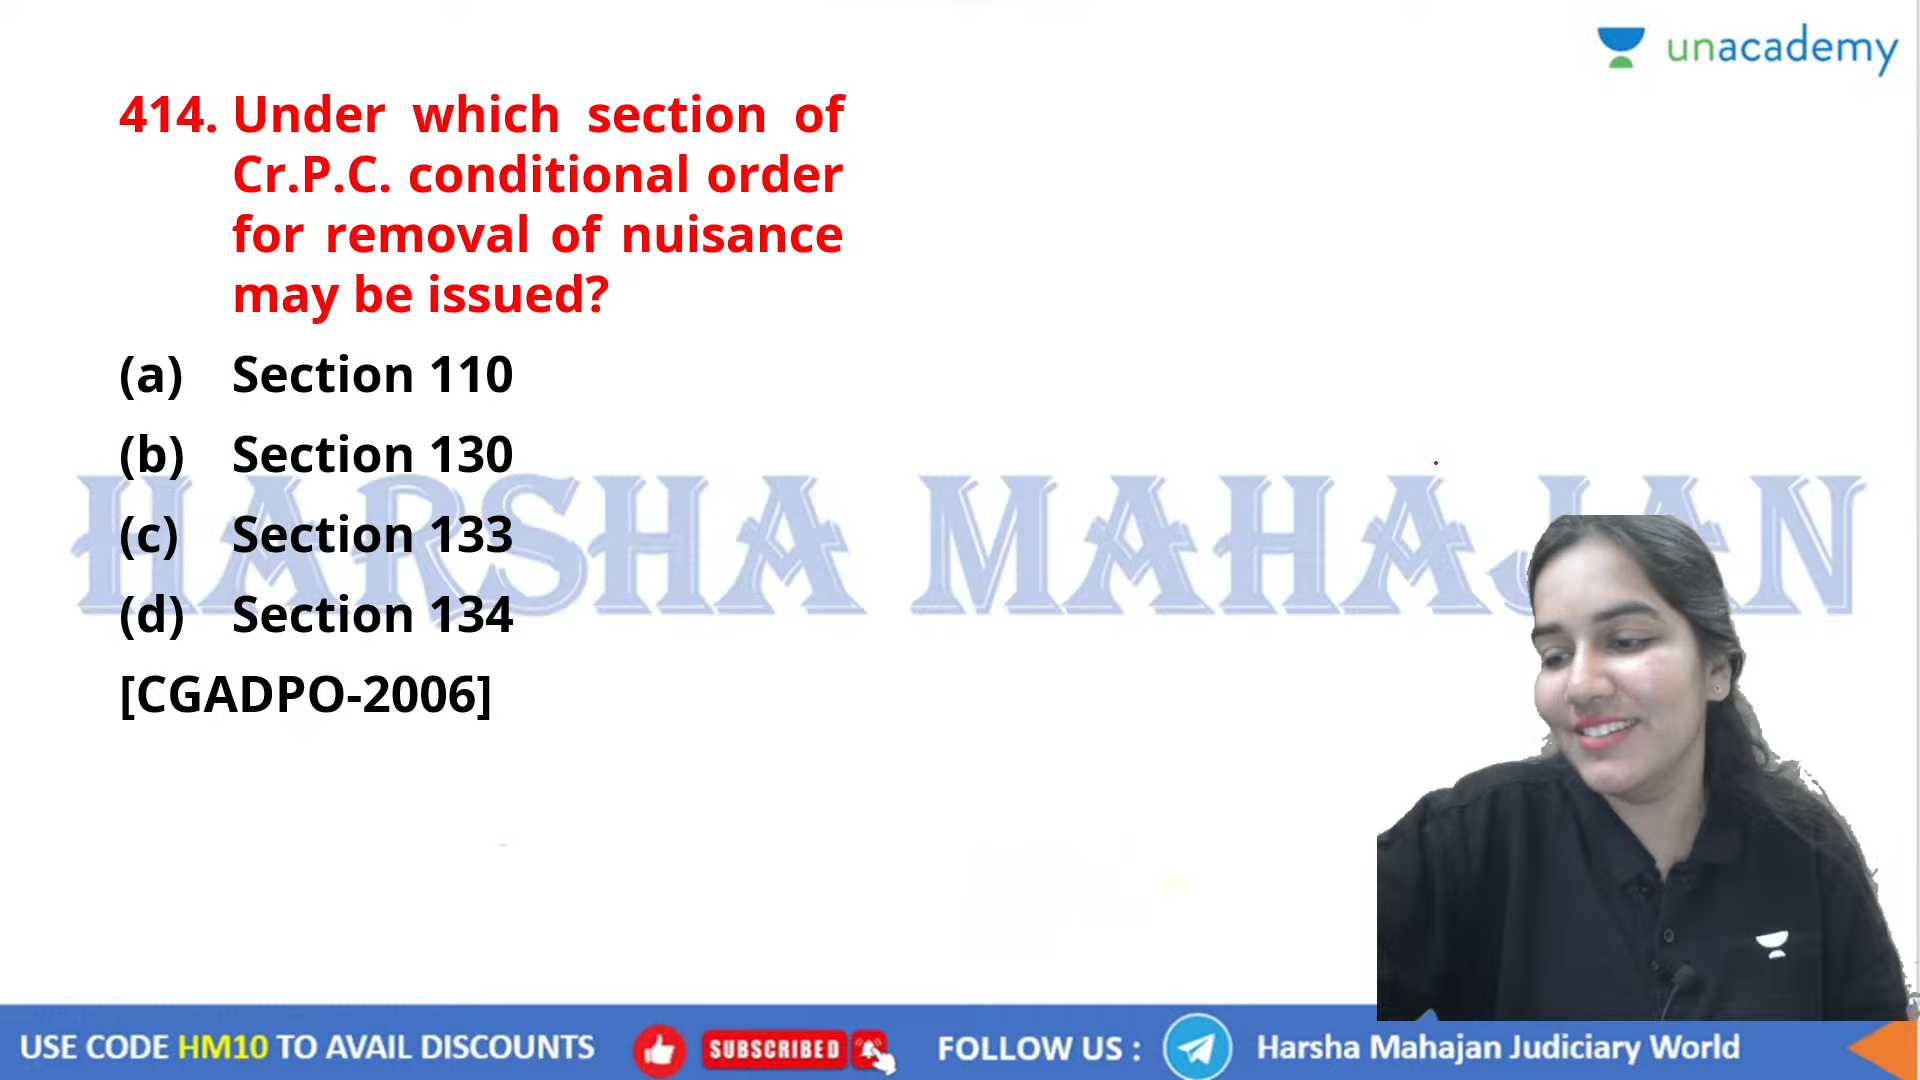 unacademy
414. Under which section of
Cr.P.C. conditional order
for removal of nuisance
may be issued?
(a) Section 110
(b) Section 130
(c) Section 133
(d) Section 134
[CGADPO-2006]
HARSHA MAHAJAN
USE CODE HM10 TO AVAIL DISCOUNTS
SUBSCRIBED
FOLLOW US :
Harsha Mahajan Judiciary World